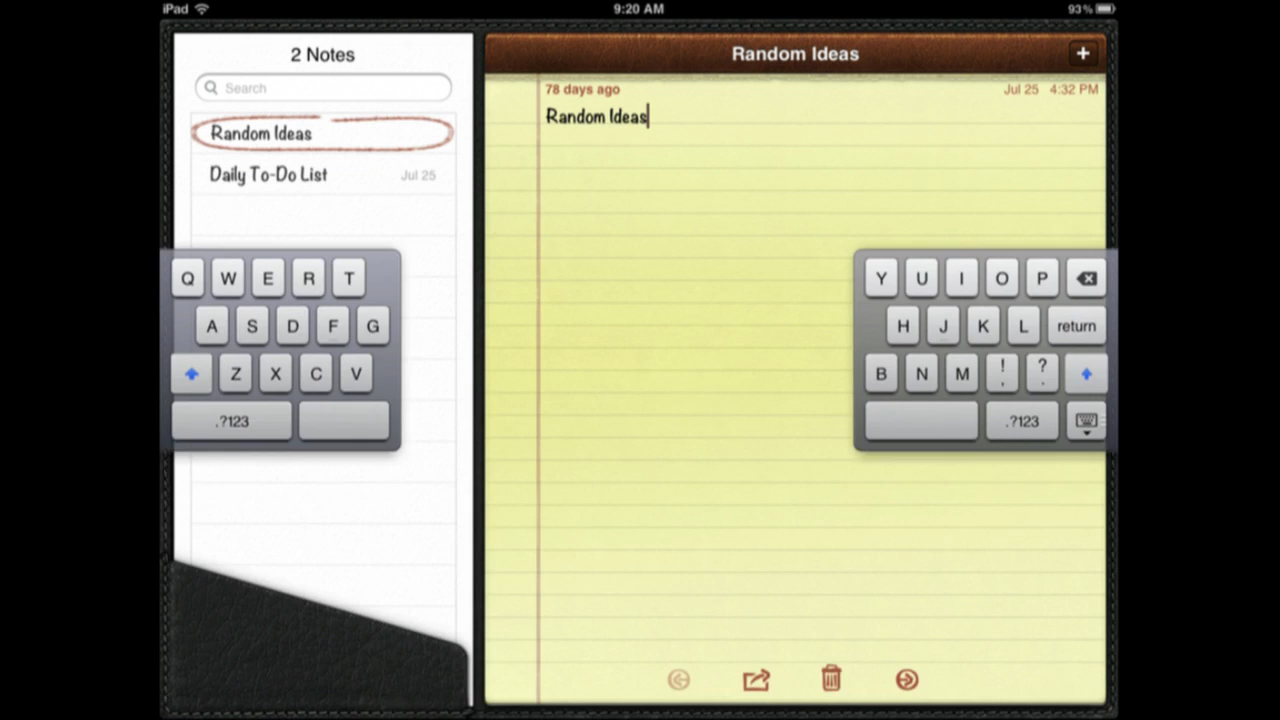 iPad 9:20 AM 93%
2 Notes
Search
Random Ideas
Daily To-Do List Jul 25
Random Ideas +
78 days ago Jul 25 4:32 PM
Random Ideas
Q W E R T
A S D F G
Z X C V
.?123
Y U I O P
H J K L return
B N M ! , ? .
.?123